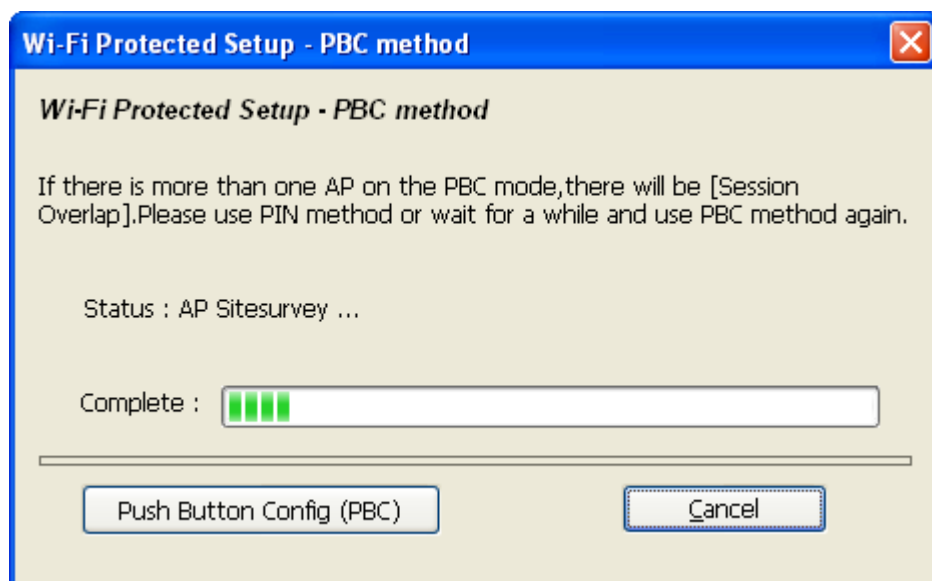 Wi-Fi Protected Setup - PBC method
Wi-Fi Protected Setup - PBC method
If there is more than one AP on the PBC mode,there will be [Session
Overlap].Please use PIN method or wait for a while and use PBC method again.
Status : AP Sitesurvey ...
Complete :
Push Button Config (PBC)
Cancel